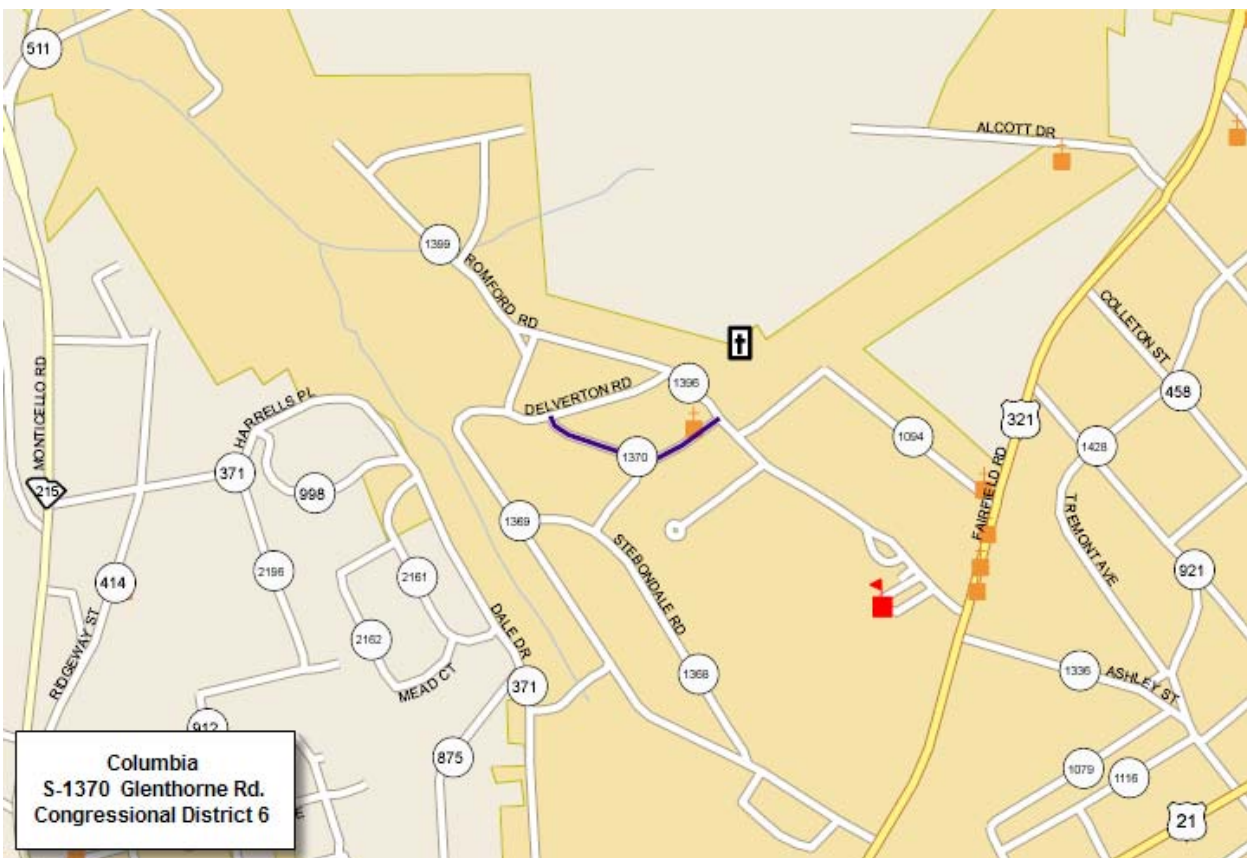 511
ALCOTT DR
1399
ROMFORD RD
COLLETON ST
MONTICELLO RD
HARRELLS PL
DELVERTON RD
1396
458
321
1094
1428
371
215
998
1370
FAIRFIELD RD
1369
STEBONDALE RD
TREMONT AVE
2196
2161
414
921
RIDGEWAY ST
2162
DALE DR
MEAD CT
1368
1336
ASHLEY ST
371
912
875
1079
1116
21
Columbia
S-1370 Glenthorne Rd.
Congressional District 6